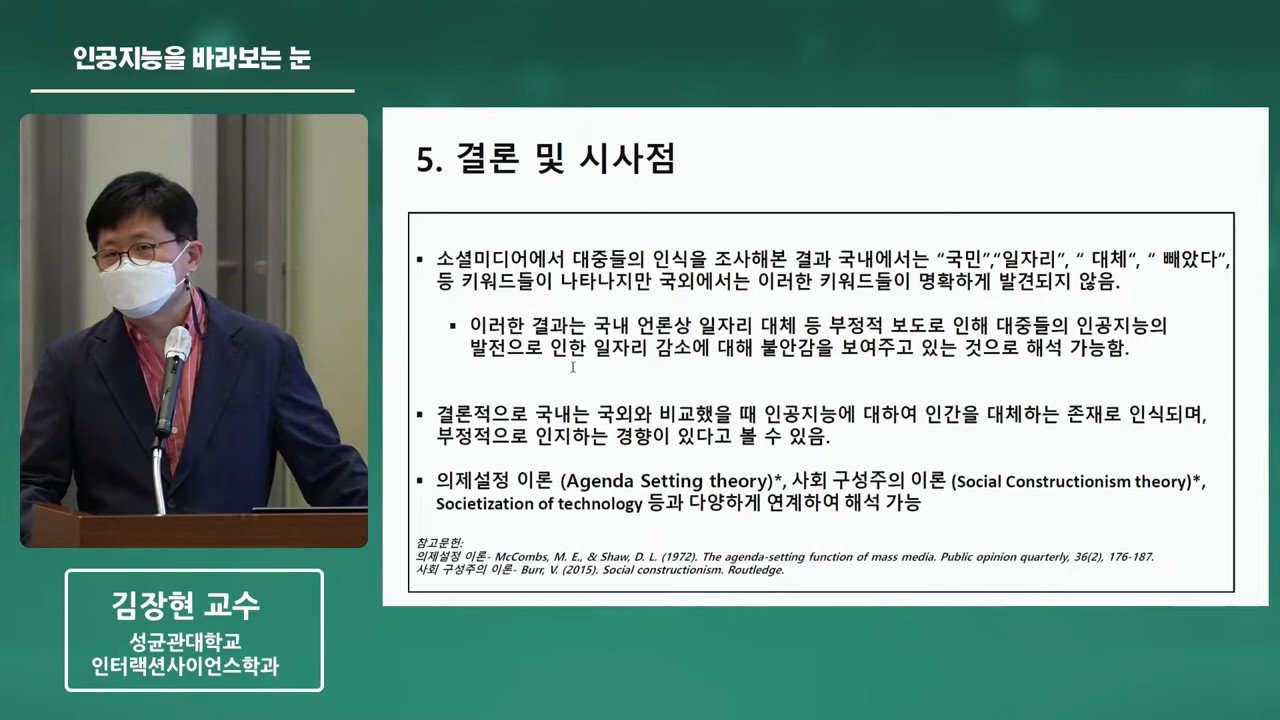 인공지능을 바라보는 눈
5. 결론 및 시사점
▪ 소셜미디어에서 대중들의 인식을 조사해본 결과 국내에서는 “국민”,“일자리”, “ 대체“, “ 빼았다”,
등 키워드들이 나타나지만 국외에서는 이러한 키워드들이 명확하게 발견되지 않음.
▪ 이러한 결과는 국내 언론상 일자리 대체 등 부정적 보도로 인해 대중들의 인공지능의
발전으로 인한 일자리 감소에 대해 불안감을 보여주고 있는 것으로 해석 가능함.
▪ 결론적으로 국내는 국외와 비교했을 때 인공지능에 대하여 인간을 대체하는 존재로 인식되며,
부정적으로 인지하는 경향이 있다고 볼 수 있음.
▪ 의제설정 이론 (Agenda Setting theory)*, 사회 구성주의 이론 (Social Constructionism theory)*,
Societization of technology 등과 다양하게 연계하여 해석 가능
참고문헌:
의제설정 이론- McCombs, M. E., & Shaw, D. L. (1972). The agenda-setting function of mass media. Public opinion quarterly, 36(2), 176-187.
사회 구성주의 이론- Burr, V. (2015). Social constructionism. Routledge.
김장현 교수
성균관대학교
인터랙션사이언스학과